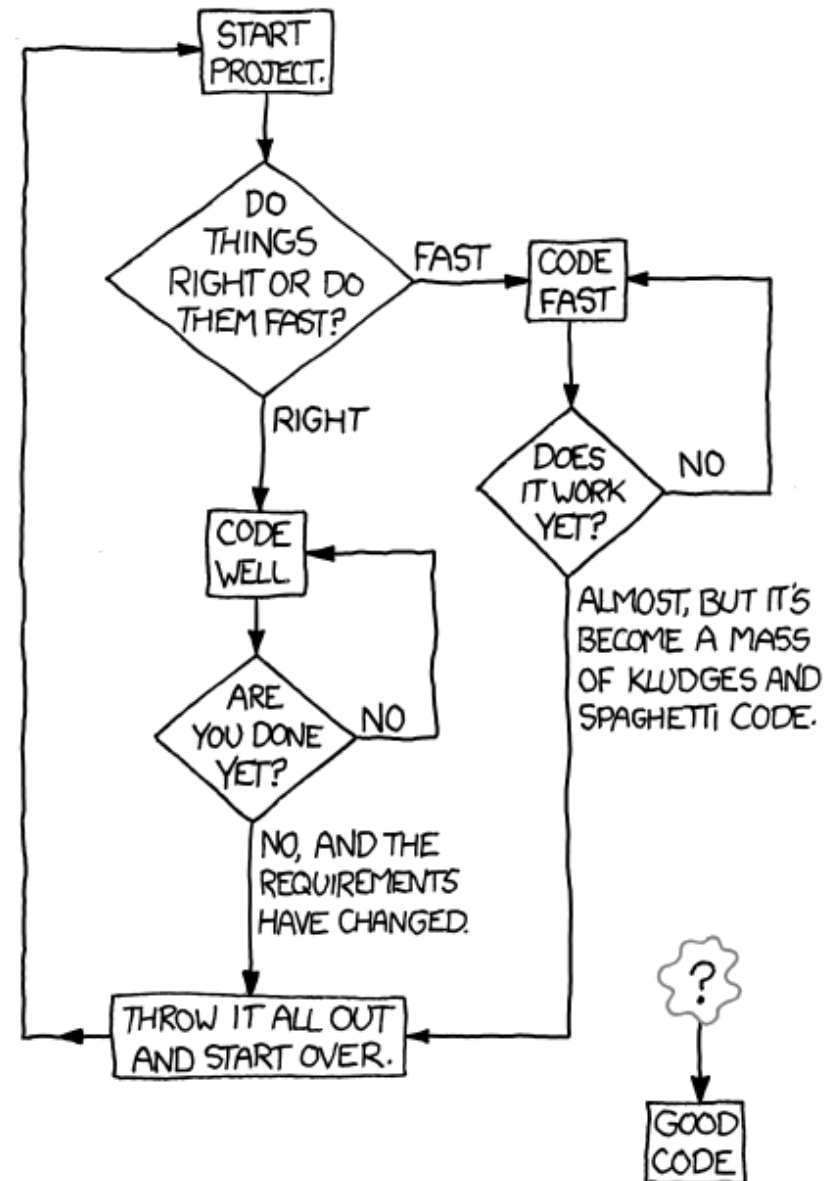 START
PROJECT.
DO
THINGS
RIGHT OR DO
THEM FAST?
FAST
CODE
FAST
RIGHT
DOES
IT WORK
YET?
NO
CODE
WELL.
ALMOST, BUT IT'S
BECOME A MASS
OF KLUDGES AND
SPAGHETTI CODE.
ARE
YOU DONE
YET?
NO
NO, AND THE
REQUIREMENTS
HAVE CHANGED.
THROW IT ALL OUT
AND START OVER.
?
GOOD
CODE